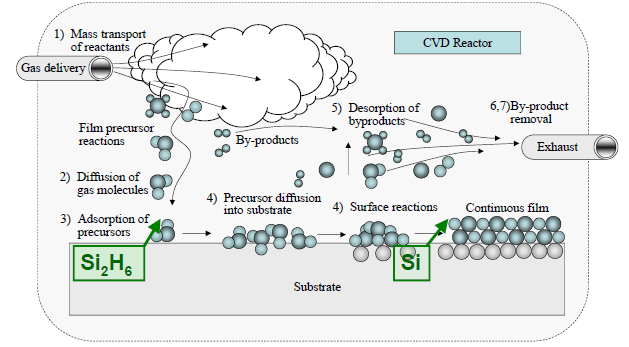 1) Mass transport
of reactants
CVD Reactor
Gas delivery
5) Desorption of
byproducts
6,7)By-product
removal
Film precursor
reactions
By-products
Exhaust
2) Diffusion of
gas molecules
4) Precursor diffusion
into substrate
4) Surface reactions
Continuous film
3) Adsorption of
precursors
Si₂H₆
Si
Substrate